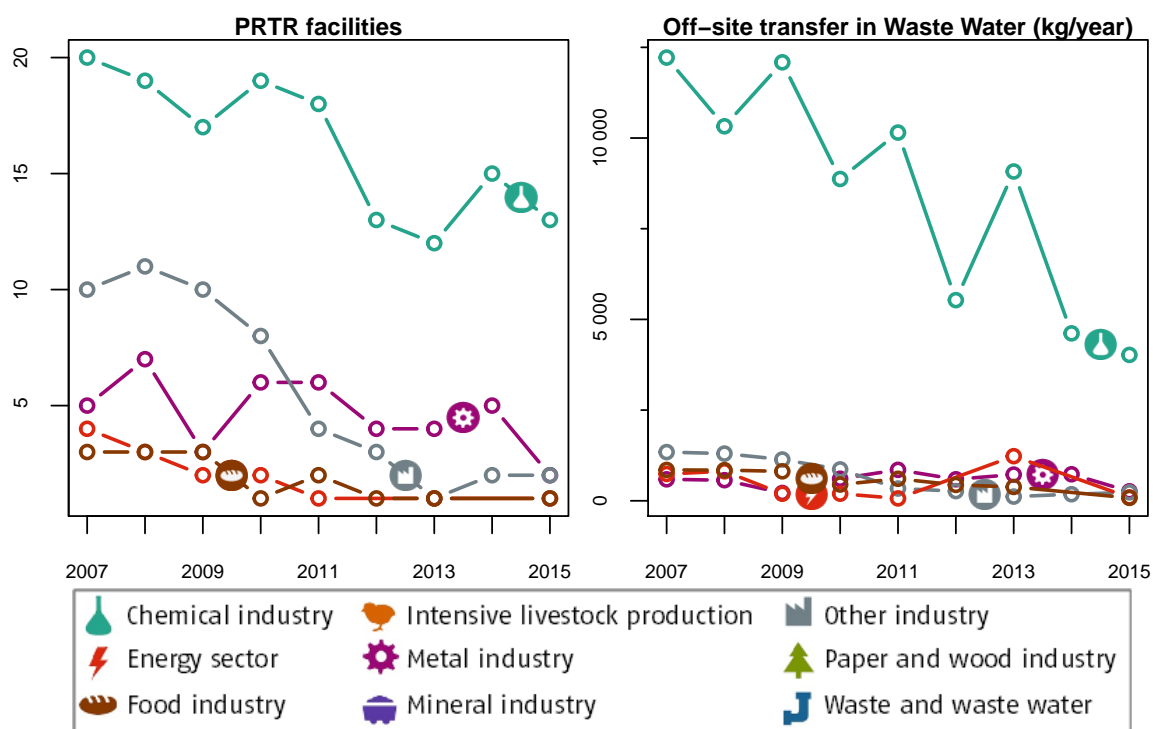 PRTR facilities
20
15
10
5
2007 2009 2011 2013 2015
Off−site transfer in Waste Water (kg/year)
10 000
5 000
0
2007 2009 2011 2013 2015
Chemical industry Intensive livestock production Other industry
Energy sector Metal industry Paper and wood industry
Food industry Mineral industry Waste and waste water